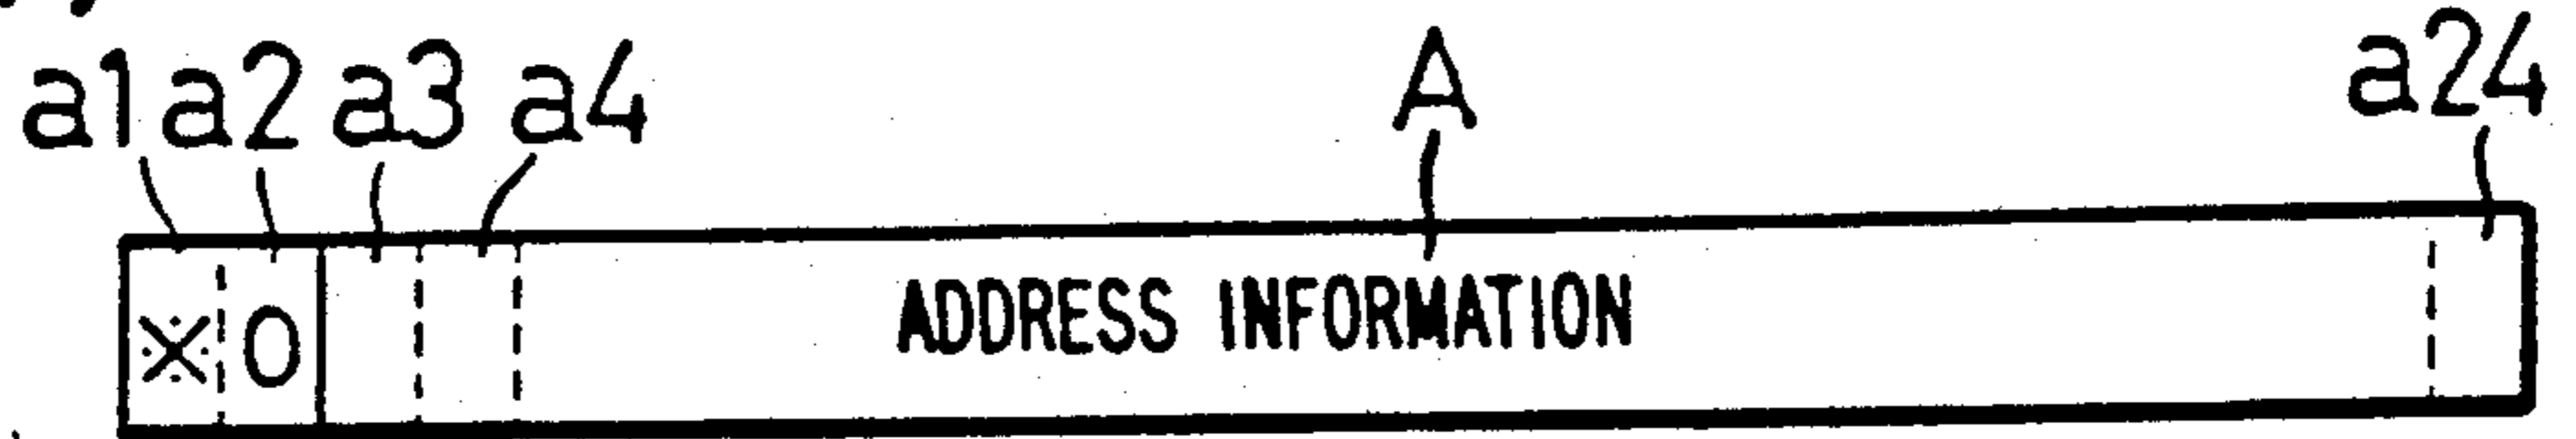 a1 a2 a3 a4 A a24
※ 0 ADDRESS INFORMATION